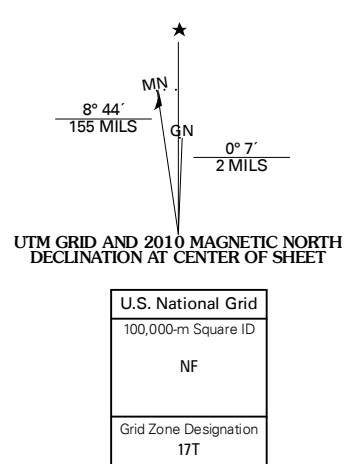 MN
8° 44´
155 MILS
GN
0° 7´
2 MILS
UTM GRID AND 2010 MAGNETIC NORTH
DECLINATION AT CENTER OF SHEET
U.S. National Grid
100,000-m Square ID
NF
Grid Zone Designation
17T